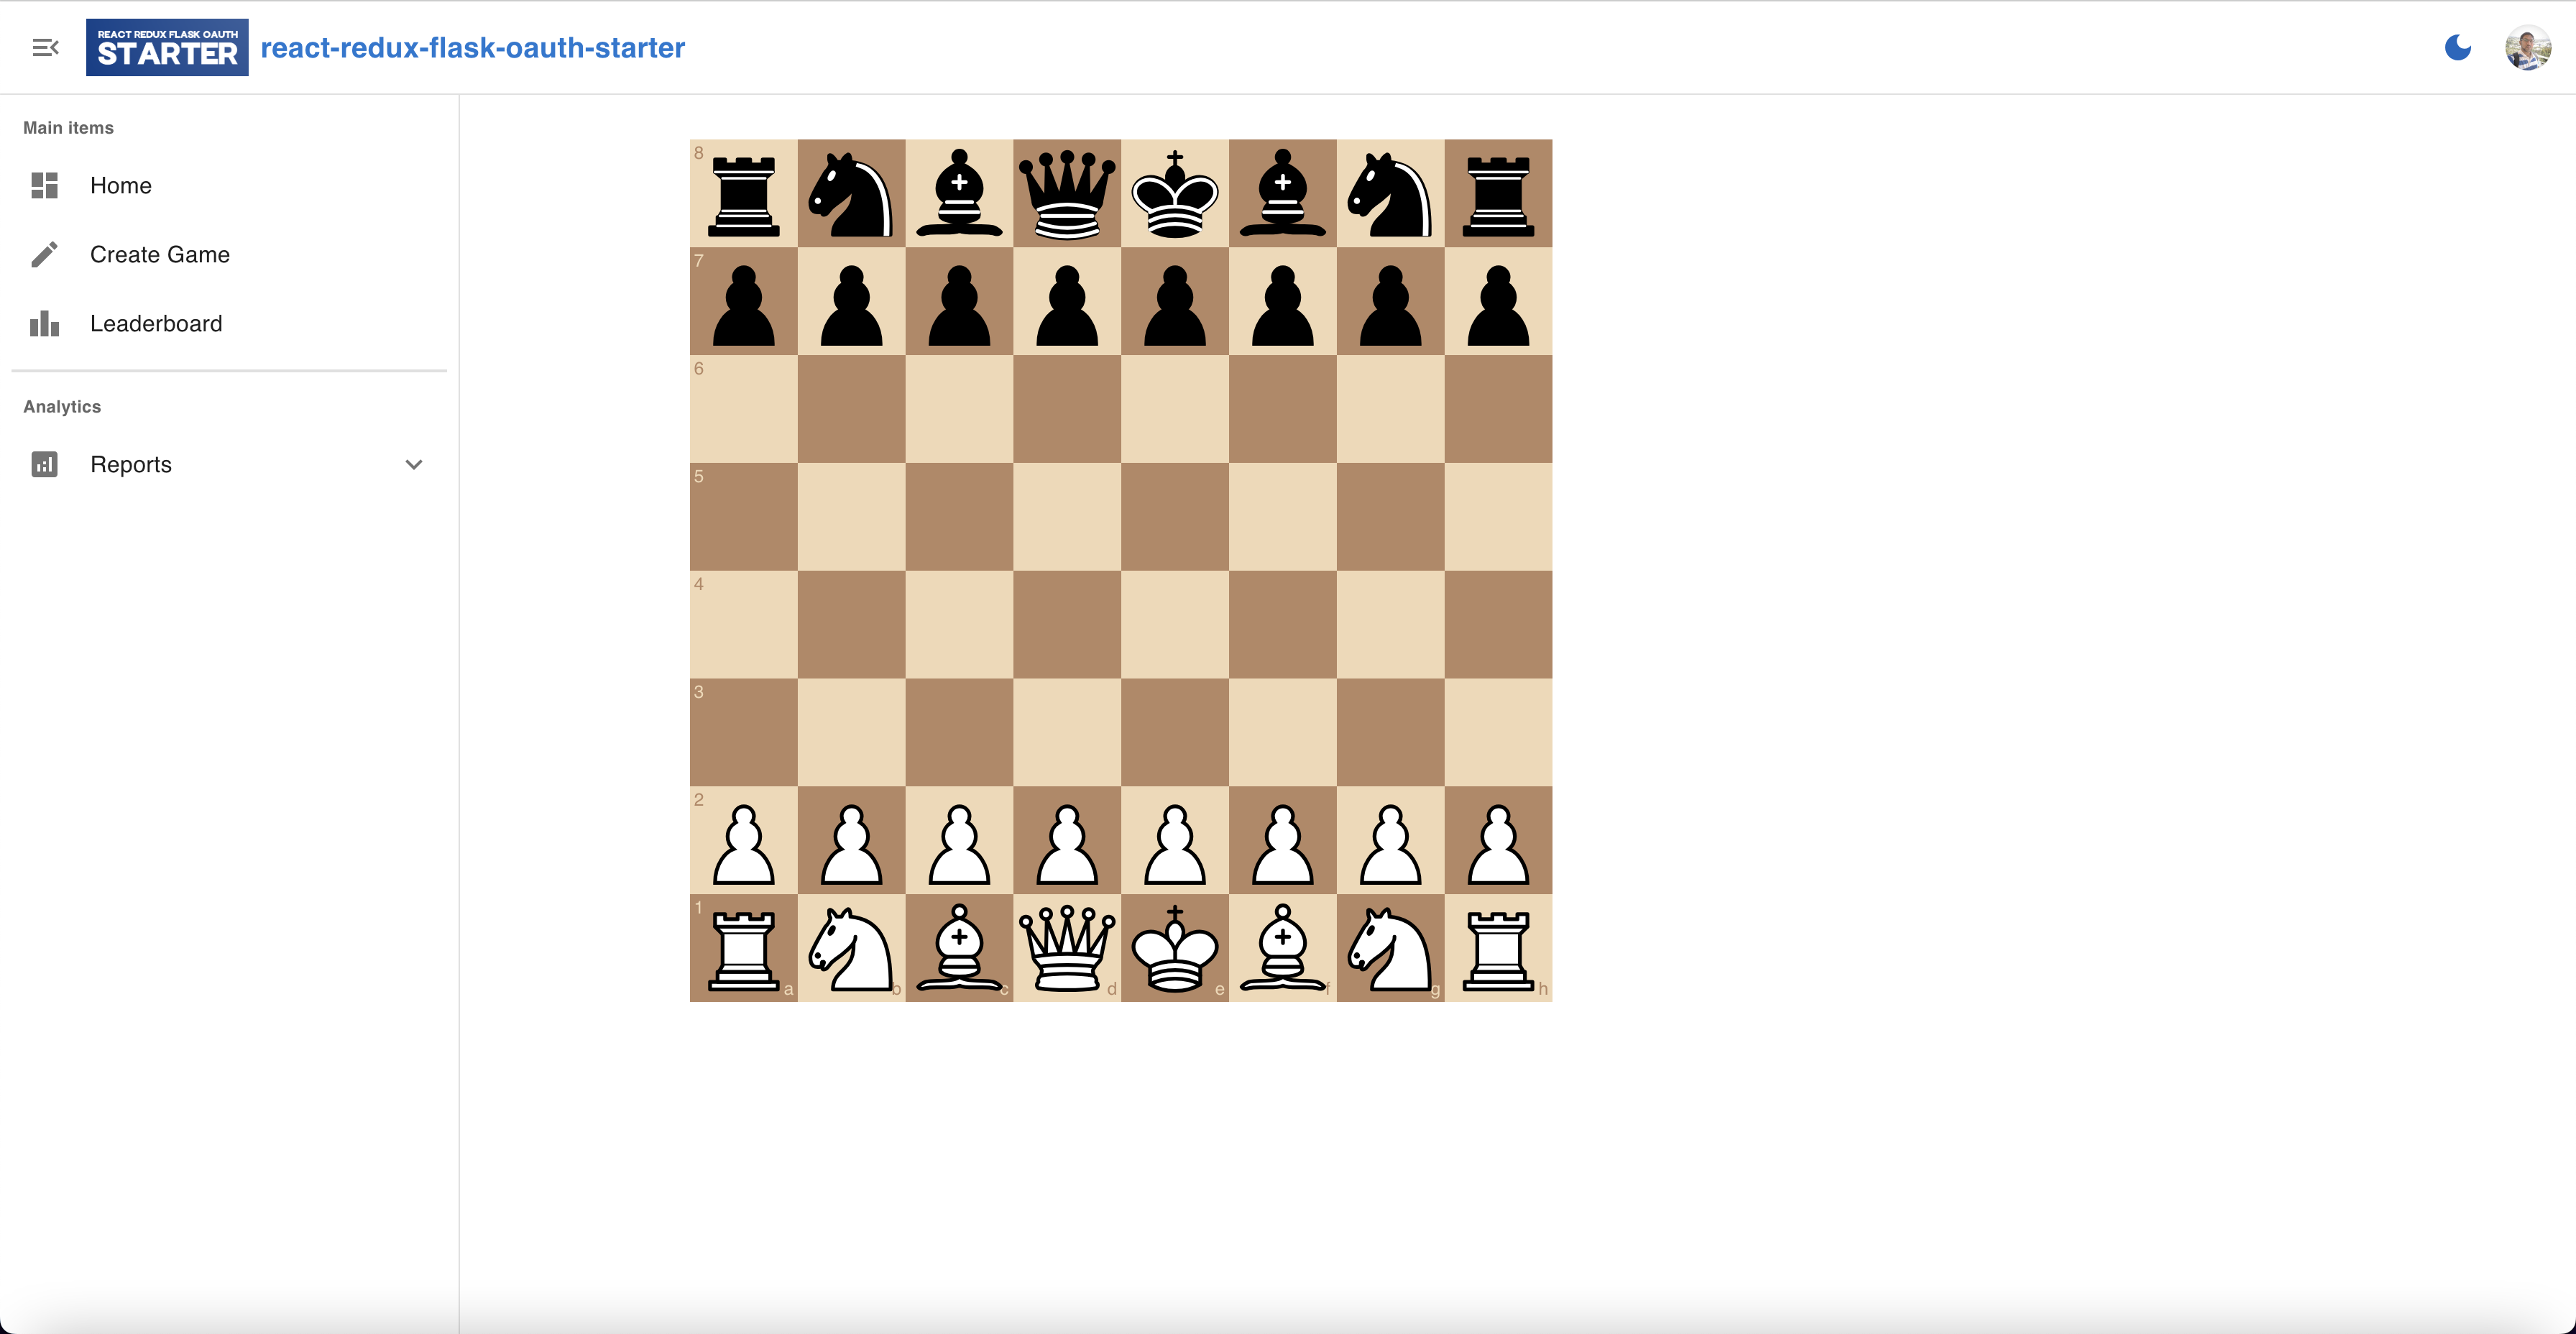 REACT REDUX FLASK OAUTH
STARTER
react-redux-flask-oauth-starter
Main items
Home
Create Game
Leaderboard
Analytics
Reports
8
7
6
5
4
3
2
1
a b c d e f g h